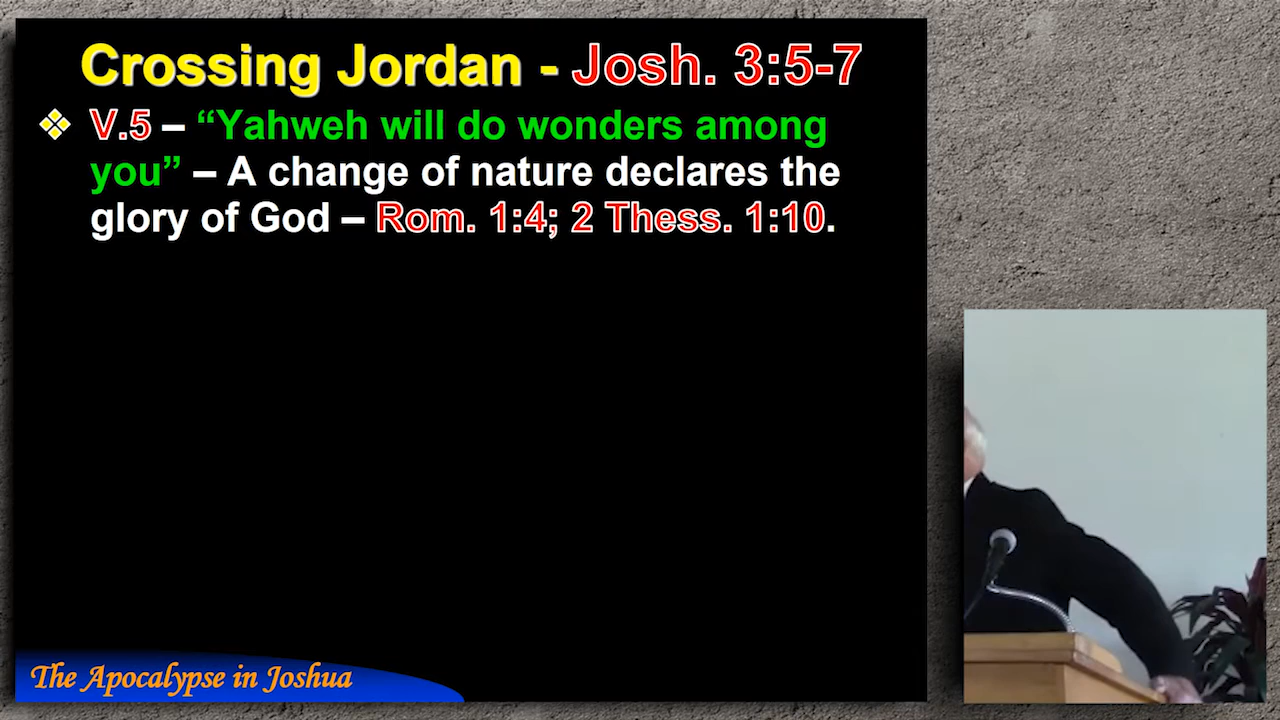 Crossing Jordan - Josh. 3:5-7
❖ V.5 – “Yahweh will do wonders among
you” – A change of nature declares the
glory of God – Rom. 1:4; 2 Thess. 1:10.
The Apocalypse in Joshua